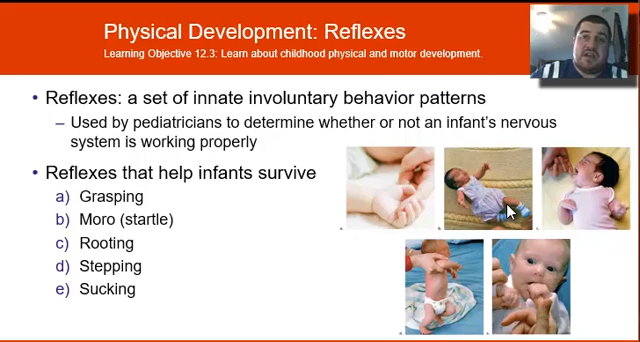 Physical Development: Reflexes
Learning Objective 12.3: Learn about childhood physical and motor development.
• Reflexes: a set of innate involuntary behavior patterns
– Used by pediatricians to determine whether or not an infant's nervous
system is working properly
• Reflexes that help infants survive
a) Grasping
b) Moro (startle)
c) Rooting
d) Stepping
e) Sucking